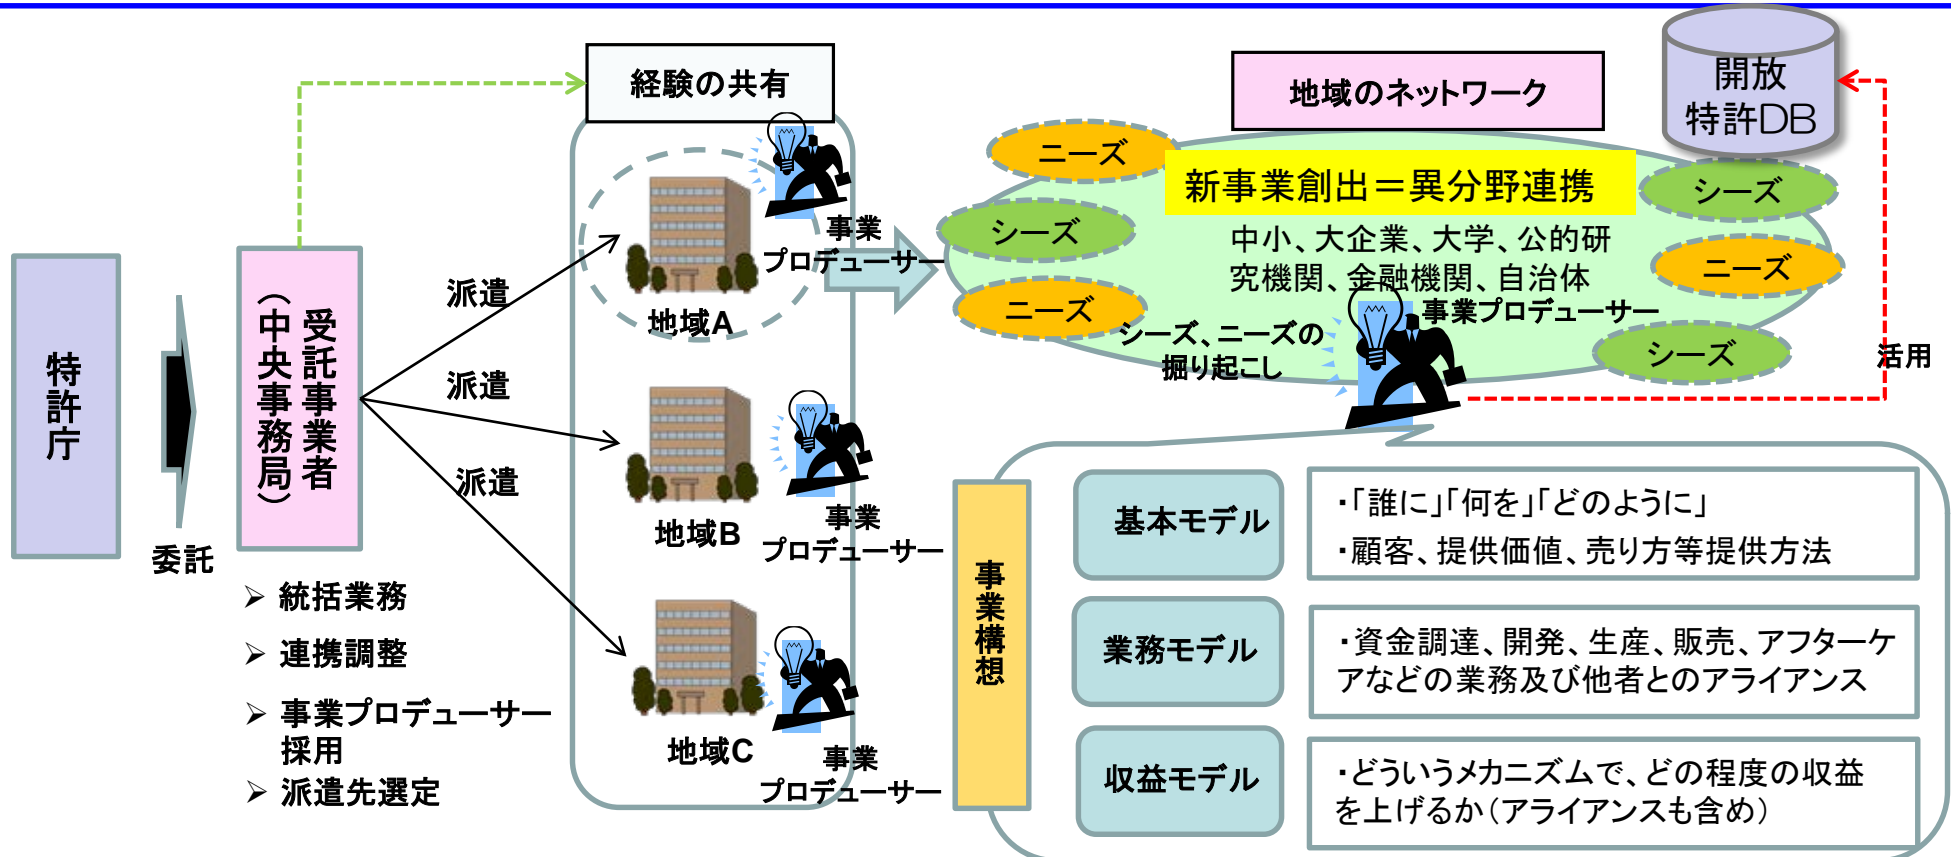 特許庁
委託
受託事業者
（中央事務局）
➢ 統括業務
➢ 連携調整
➢ 事業プロデューサー
採用
➢ 派遣先選定
派遣
派遣
派遣
経験の共有
地域A
事業
プロデューサー
地域B
事業
プロデューサー
地域C
事業
プロデューサー
地域のネットワーク
開放
特許DB
ニーズ
シーズ
ニーズ
新事業創出＝異分野連携
中小、大企業、大学、公的研
究機関、金融機関、自治体
事業プロデューサー
シーズ、ニーズの
掘り起こし
シーズ
ニーズ
シーズ
活用
事業構想
基本モデル
・「誰に」「何を」「どのように」
・顧客、提供価値、売り方等提供方法
業務モデル
・資金調達、開発、生産、販売、アフターケ
アなどの業務及び他者とのアライアンス
収益モデル
・どういうメカニズムで、どの程度の収益
を上げるか（アライアンスも含め）